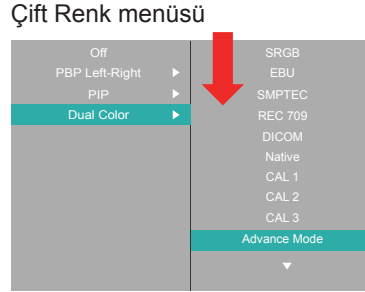 Çift Renk menüsü
Off
PBP Left-Right
PIP
Dual Color
SRGB
EBU
SMPTEC
REC 709
DICOM
Native
CAL 1
CAL 2
CAL 3
Advance Mode